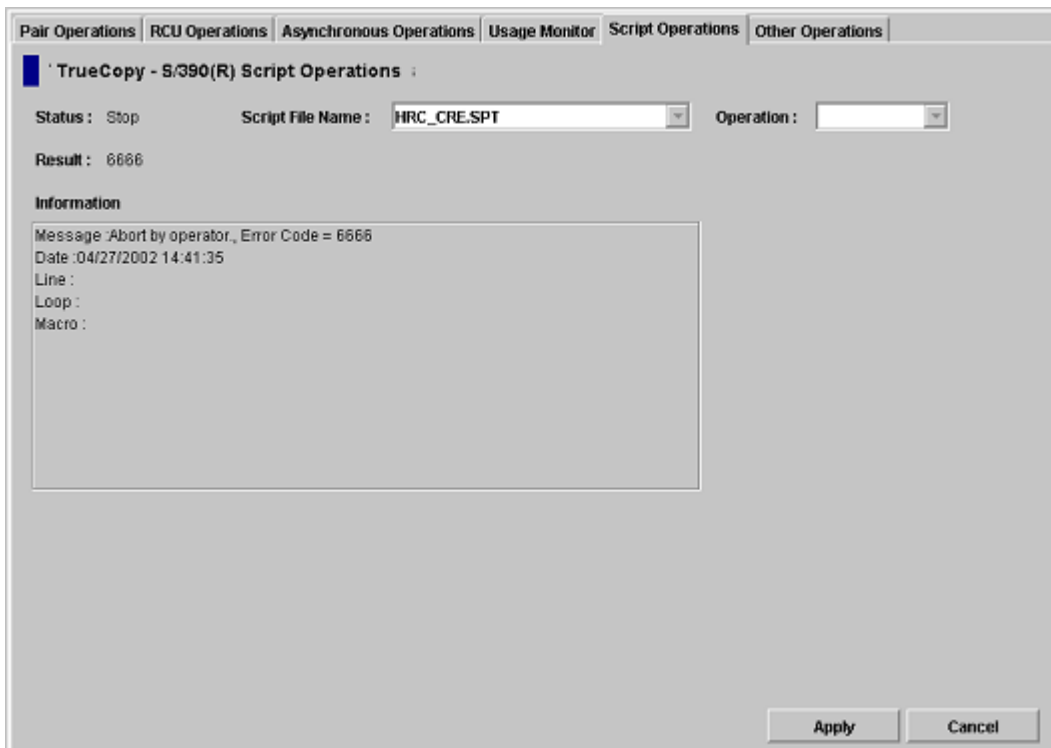 Pair Operations RCU Operations Asynchronous Operations Usage Monitor Script Operations Other Operations
TrueCopy - S/390(R) Script Operations
Status : Stop Script File Name : HRC_CRE.SPT Operation :
Result : 6666
Information
Message :Abort by operator., Error Code = 6666
Date :04/27/2002 14:41:35
Line :
Loop :
Macro :
Apply Cancel